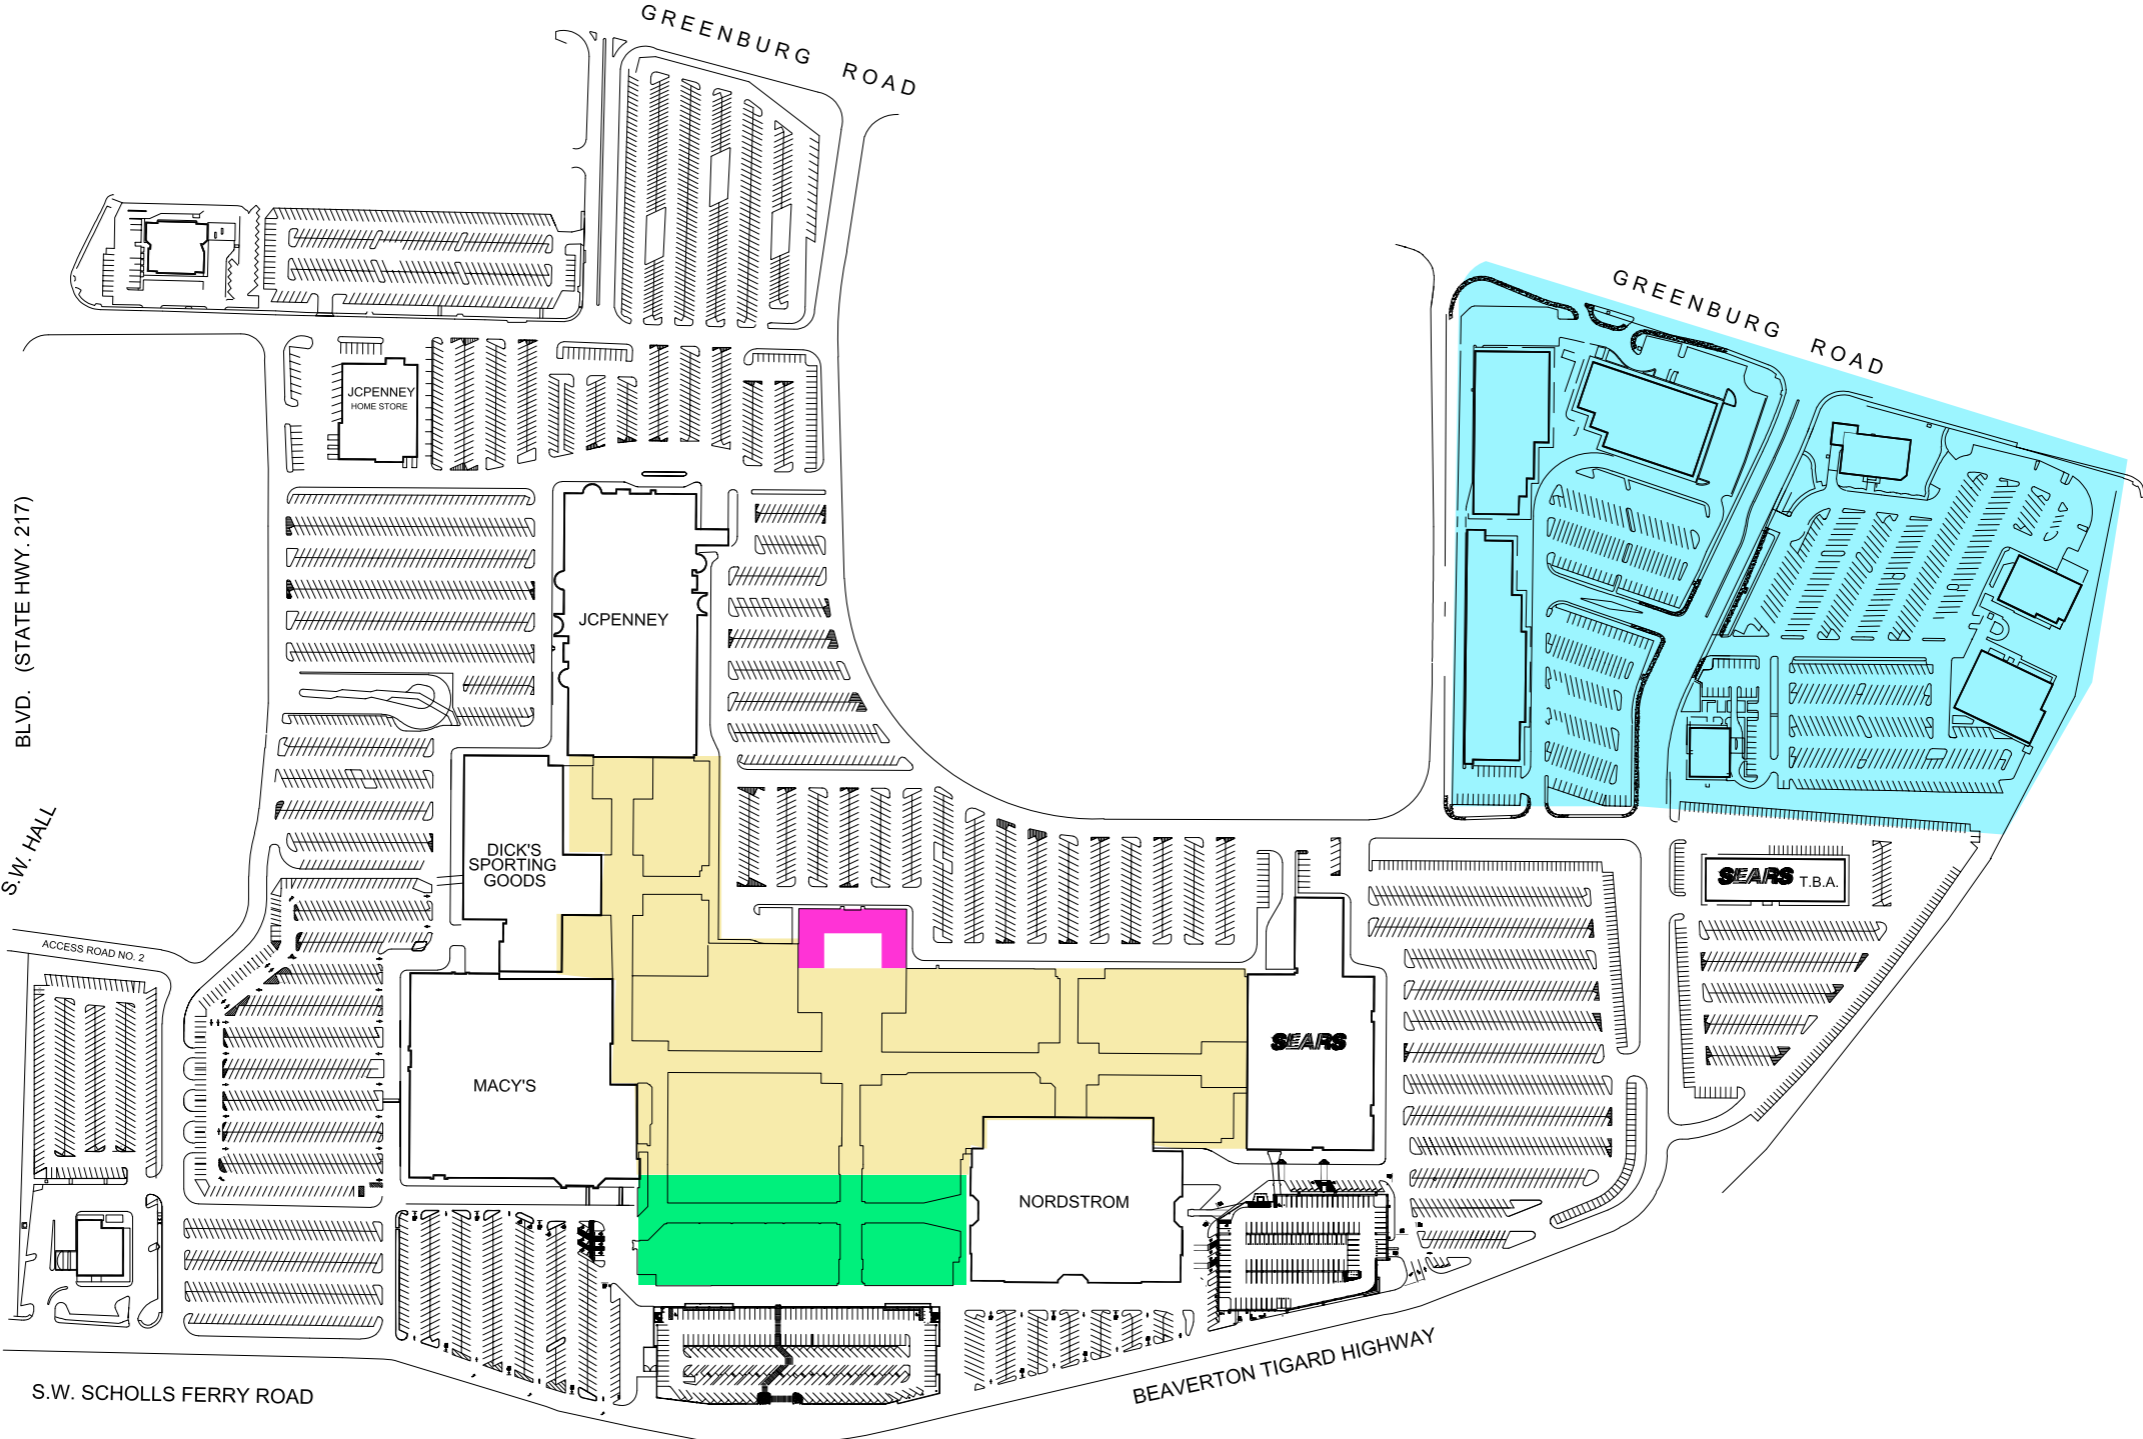 GREENBURG ROAD
GREENBURG ROAD
JCPENNEY
HOME STORE
BLVD. (STATE HWY. 217)
JCPENNEY
S.W. HALL
DICK'S
SPORTING
GOODS
SEARS T.B.A.
ACCESS ROAD NO. 2
SEARS
MACY'S
NORDSTROM
BEAVERTON TIGARD HIGHWAY
S.W. SCHOLLS FERRY ROAD